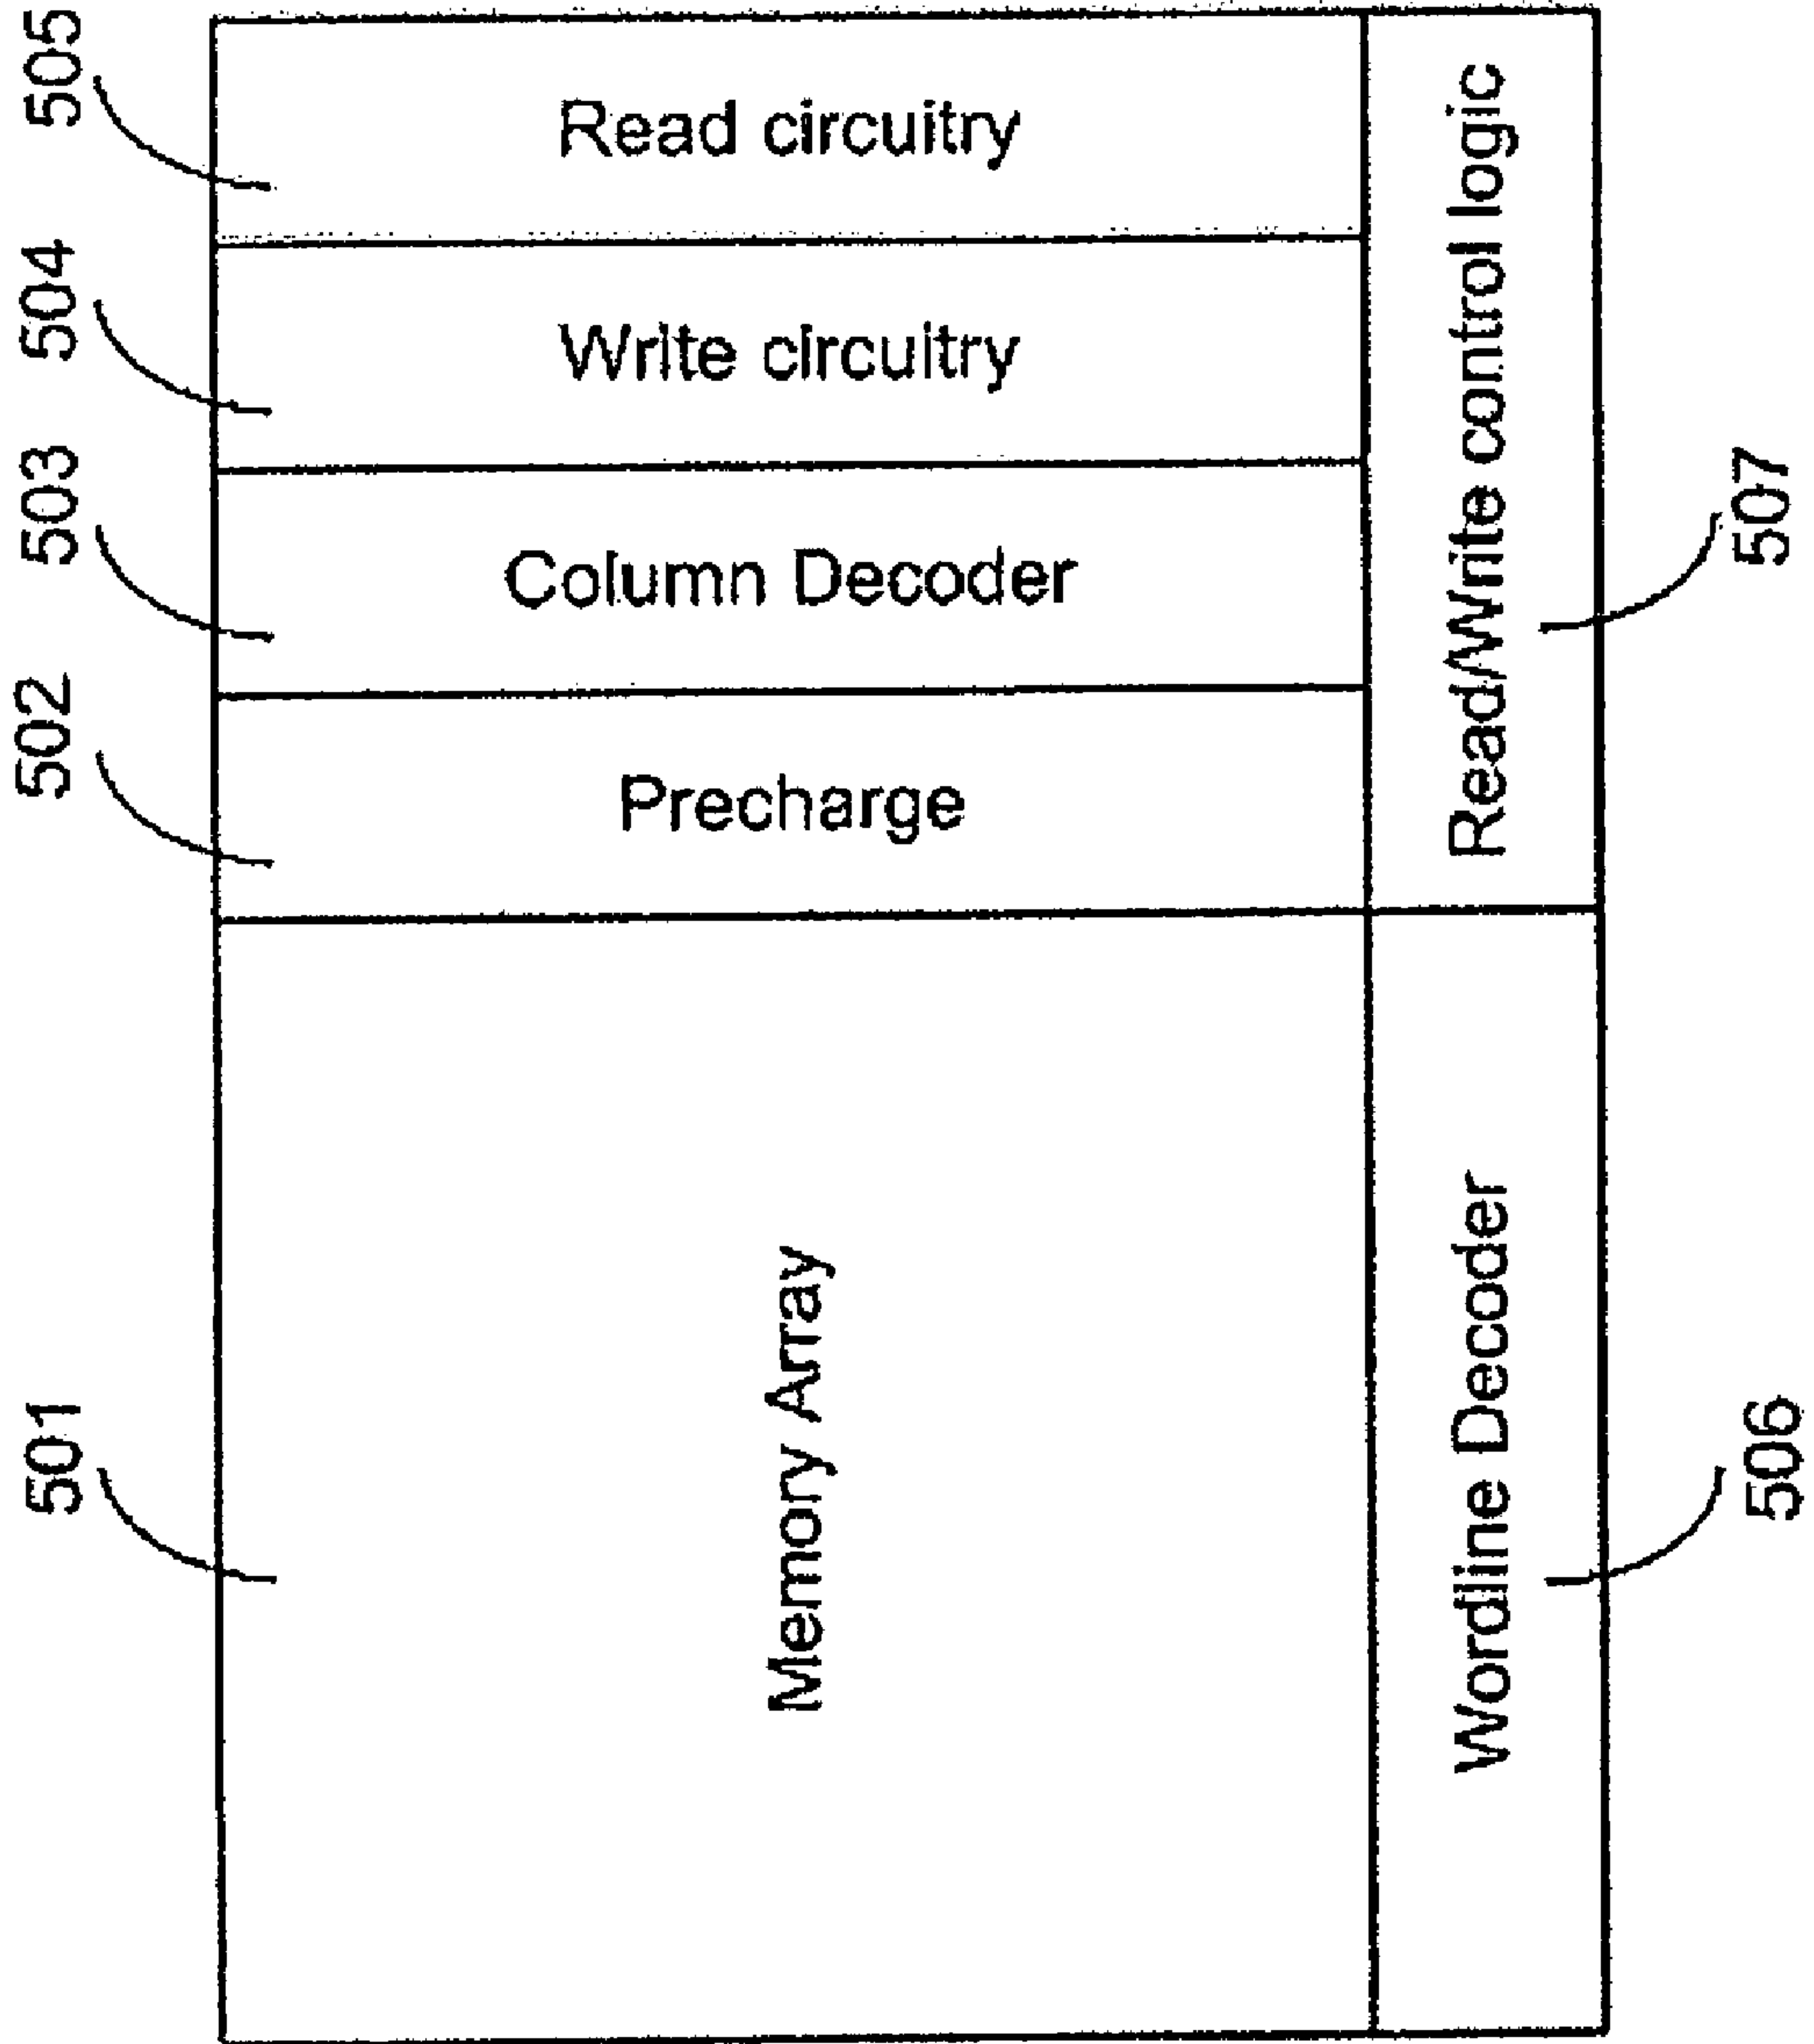 505
Read circuitry
504
Write circuitry
503
Column Decoder
502
Precharge
Read/Write control logic
507
501
Memory Array
Wordline Decoder
506